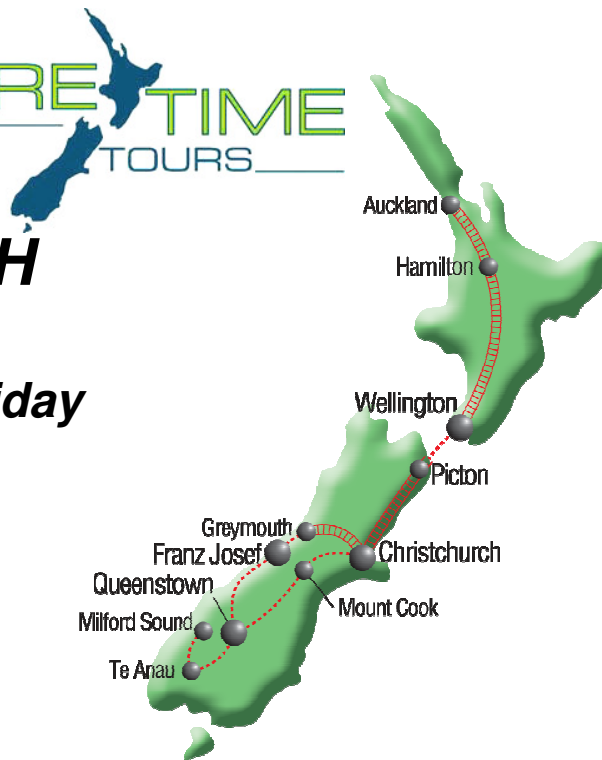 RE TIME
TOURS
H
iday
Auckland
Hamilton
Wellington
Picton
Greymouth
Franz Josef
Christchurch
Queenstown
Mount Cook
Milford Sound
Te Anau